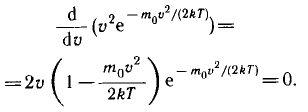 d/dv (v²e^{−m₀v²/(2kT)}) =
= 2v (1 − m₀v²/2kT) e^{−m₀v²/(2kT)} = 0.